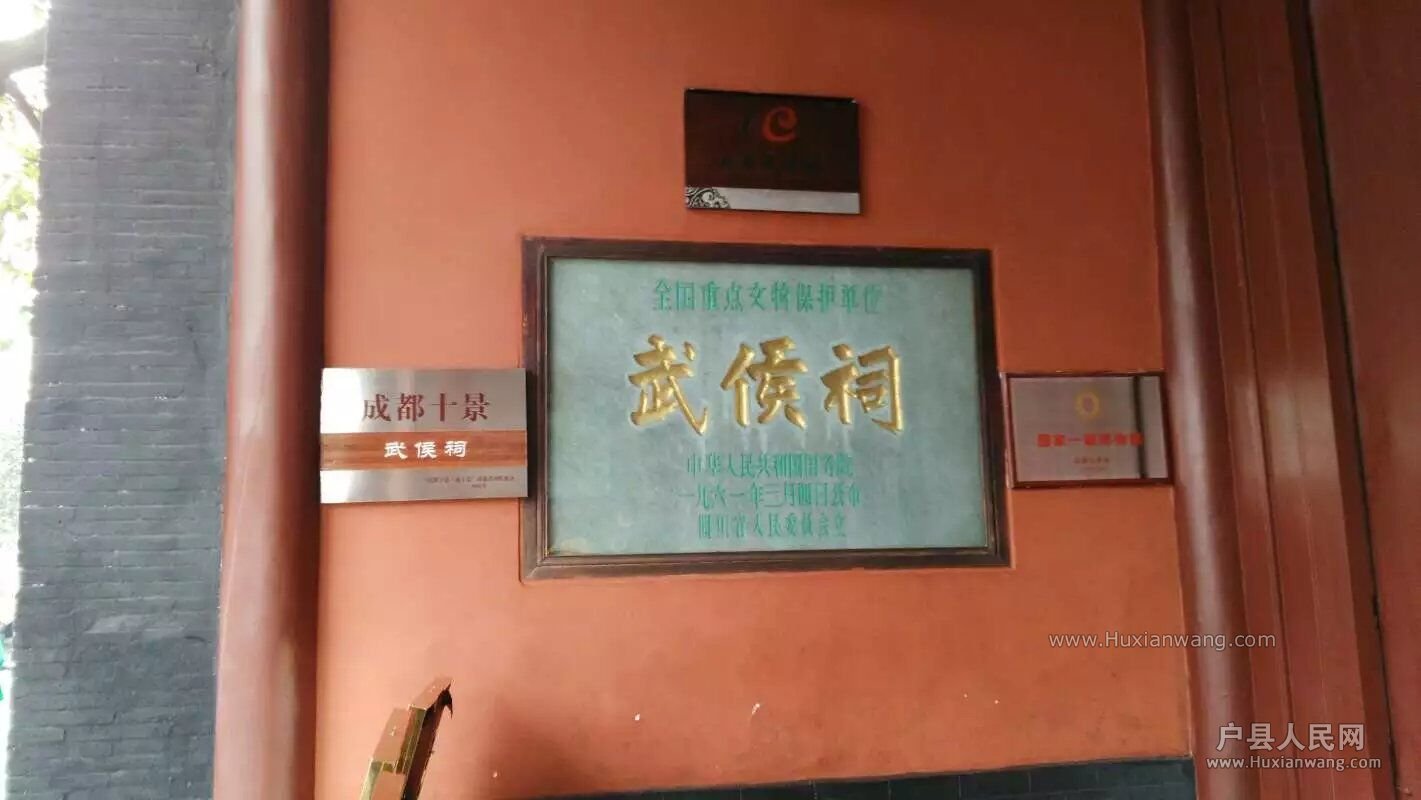 全国重点文物保护单位
武侯祠
中华人民共和国国务院
一九六一年三月四日公布
四川省人民委员会立
成都十景
武侯祠
国家一级博物馆
www.Huxianwang.com
户县人民网
www.Huxianwang.com